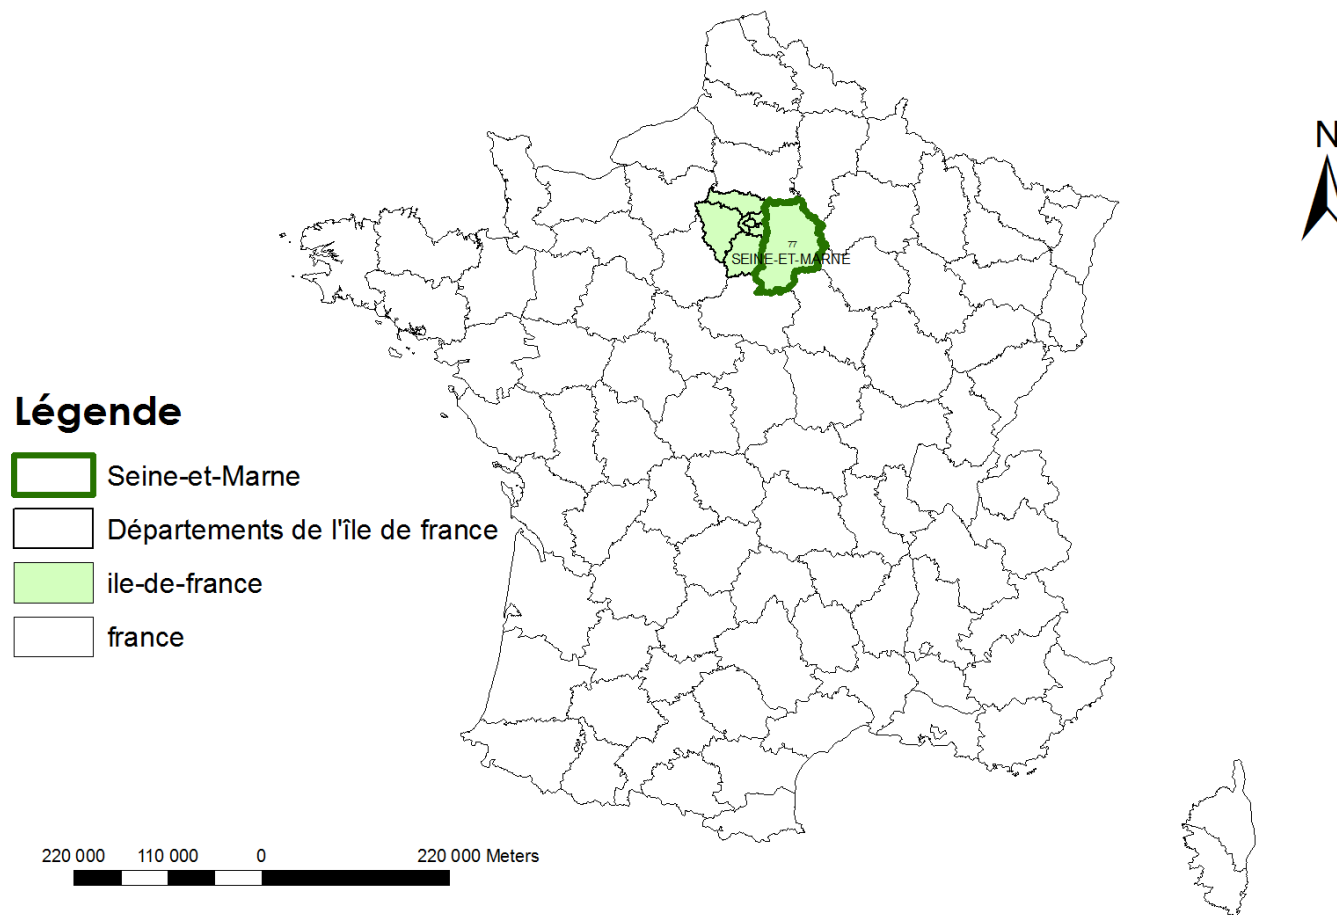 N
77
SEINE-ET-MARNE
Légende
Seine-et-Marne
Départements de l'île de france
ile-de-france
france
220 000 110 000 0 220 000 Meters